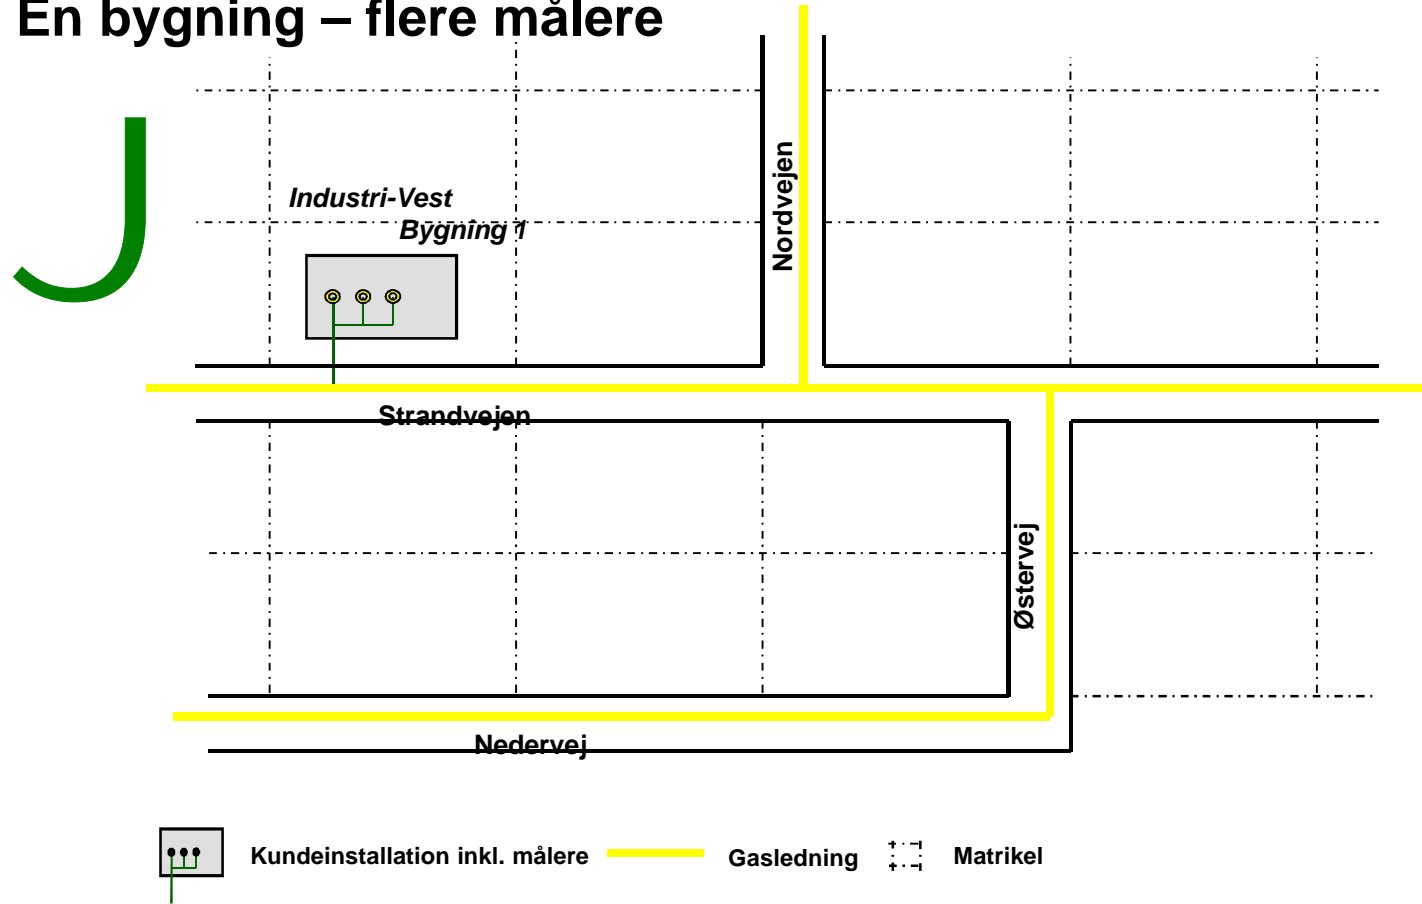 En bygning – flere målere
J
Industri-Vest
Bygning 1
Nordvejen
Strandvejen
Østervej
Nedervej
Kundeinstallation inkl. målere
Gasledning
Matrikel